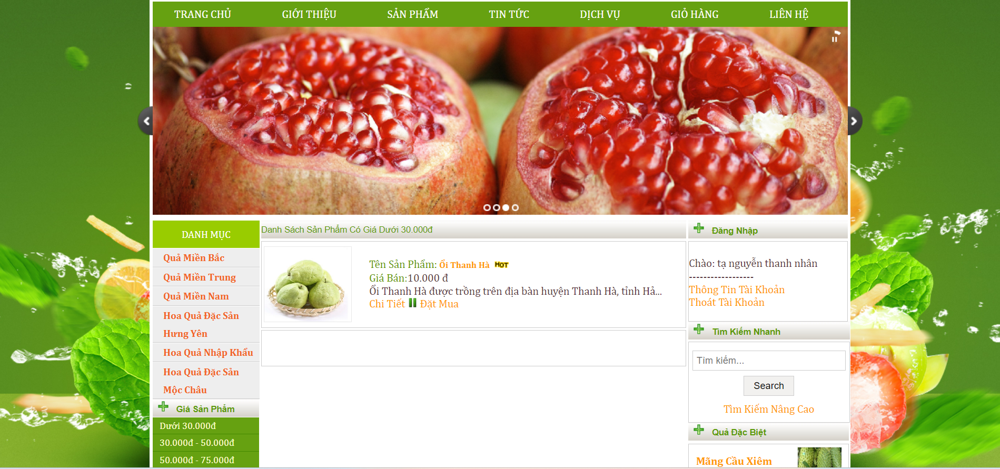 TRANG CHỦ GIỚI THIỆU SẢN PHẨM TIN TỨC DỊCH VỤ GIỎ HÀNG LIÊN HỆ
DANH MỤC
Quả Miền Bắc
Quả Miền Trung
Quả Miền Nam
Hoa Quả Đặc Sản
Hưng Yên
Hoa Quả Nhập Khẩu
Hoa Quả Đặc Sản
Mộc Châu
Giá Sản Phẩm
Dưới 30.000đ
30.000đ - 50.000đ
50.000đ - 75.000đ
Danh Sách Sản Phẩm Có Giá Dưới 30.000đ
Tên Sản Phẩm: Ổi Thanh Hà HOT
Giá Bán:10.000 đ
Ổi Thanh Hà được trồng trên địa bàn huyện Thanh Hà, tỉnh Hả...
Chi Tiết Đặt Mua
Đăng Nhập
Chào: tạ nguyễn thanh nhân
------------------
Thông Tin Tài Khoản
Thoát Tài Khoản
Tìm Kiếm Nhanh
Tìm kiếm...
Search
Tìm Kiếm Nâng Cao
Quả Đặc Biệt
Mãng Cầu Xiêm